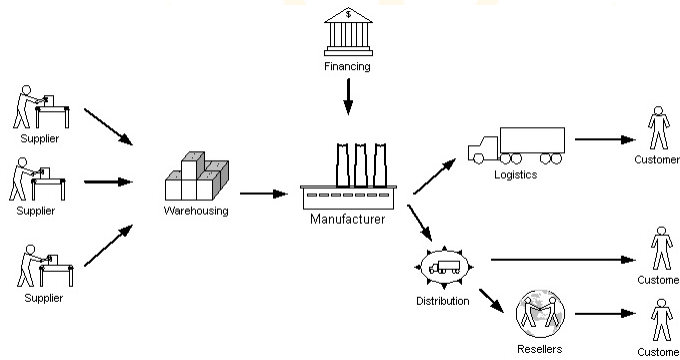 $
Financing
Supplier
Supplier
Supplier
Warehousing
Manufacturer
Logistics
Customer
Distribution
Custome
Resellers
Custome